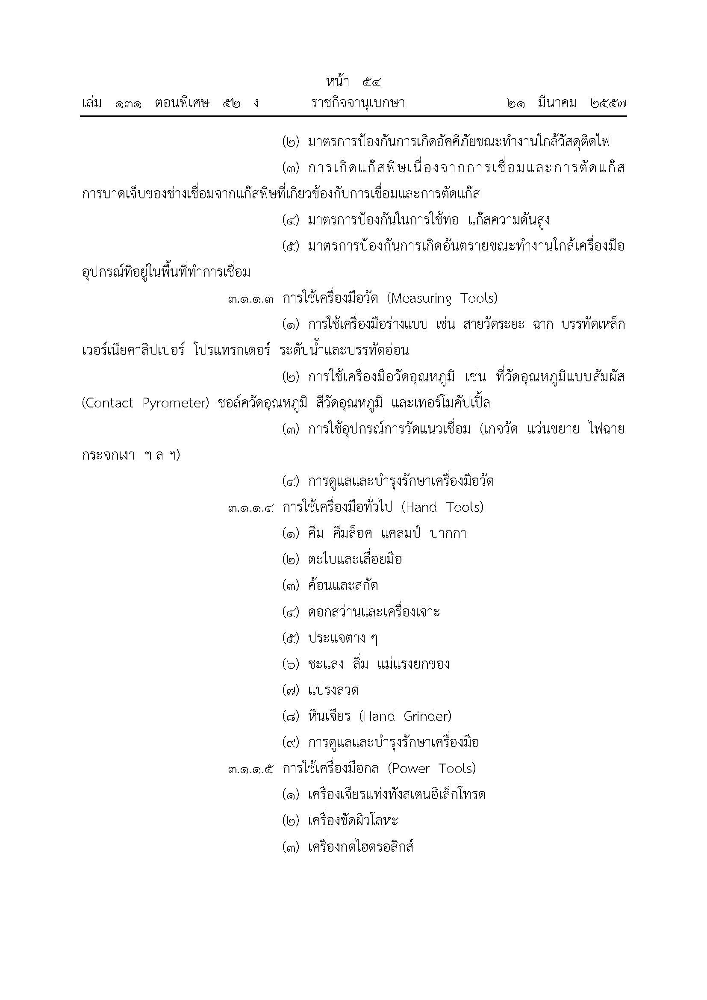 หน้า ๕๔
เล่ม ๑๓๑ ตอนพิเศษ ๕๒ ง ราชกิจจานุเบกษา ๒๑ มีนาคม ๒๕๕๗
(๒) มาตรการป้องกันการเกิดอัคคีภัยขณะทำงานใกล้วัสดุติดไฟ
(๓) การเกิดแก๊สพิษเนื่องจากการเชื่อมและการตัดแก๊ส
การบาดเจ็บของช่างเชื่อมจากแก๊สพิษที่เกี่ยวข้องกับการเชื่อมและการตัดแก๊ส
(๔) มาตรการป้องกันในการใช้ท่อ แก๊สความดันสูง
(๕) มาตรการป้องกันการเกิดอันตรายขณะทำงานใกล้เครื่องมือ
อุปกรณ์ที่อยู่ในพื้นที่ทำการเชื่อม
๓.๑.๑.๓ การใช้เครื่องมือวัด (Measuring Tools)
(๑) การใช้เครื่องมือร่างแบบ เช่น สายวัดระยะ ฉาก บรรทัดเหล็ก
เวอร์เนียคาลิปเปอร์ โปรแทรกเตอร์ ระดับน้ำและบรรทัดอ่อน
(๒) การใช้เครื่องมือวัดอุณหภูมิ เช่น ที่วัดอุณหภูมิแบบสัมผัส
(Contact Pyrometer) ชอล์ควัดอุณหภูมิ สีวัดอุณหภูมิ และเทอร์โมคัปเปิ้ล
(๓) การใช้อุปกรณ์การวัดแนวเชื่อม (เกจวัด แว่นขยาย ไฟฉาย
กระจกเงา ฯ ล ฯ)
(๔) การดูแลและบำรุงรักษาเครื่องมือวัด
๓.๑.๑.๔ การใช้เครื่องมือทั่วไป (Hand Tools)
(๑) คีม คีมล็อค แคลมป์ ปากกา
(๒) ตะไบและเลื่อยมือ
(๓) ค้อนและสกัด
(๔) ดอกสว่านและเครื่องเจาะ
(๕) ประแจต่าง ๆ
(๖) ชะแลง ลิ่ม แม่แรงยกของ
(๗) แปรงลวด
(๘) หินเจียร (Hand Grinder)
(๙) การดูแลและบำรุงรักษาเครื่องมือ
๓.๑.๑.๕ การใช้เครื่องมือกล (Power Tools)
(๑) เครื่องเจียรแท่งทังสเตนอิเล็กโทรด
(๒) เครื่องขัดผิวโลหะ
(๓) เครื่องกดไฮดรอลิกส์